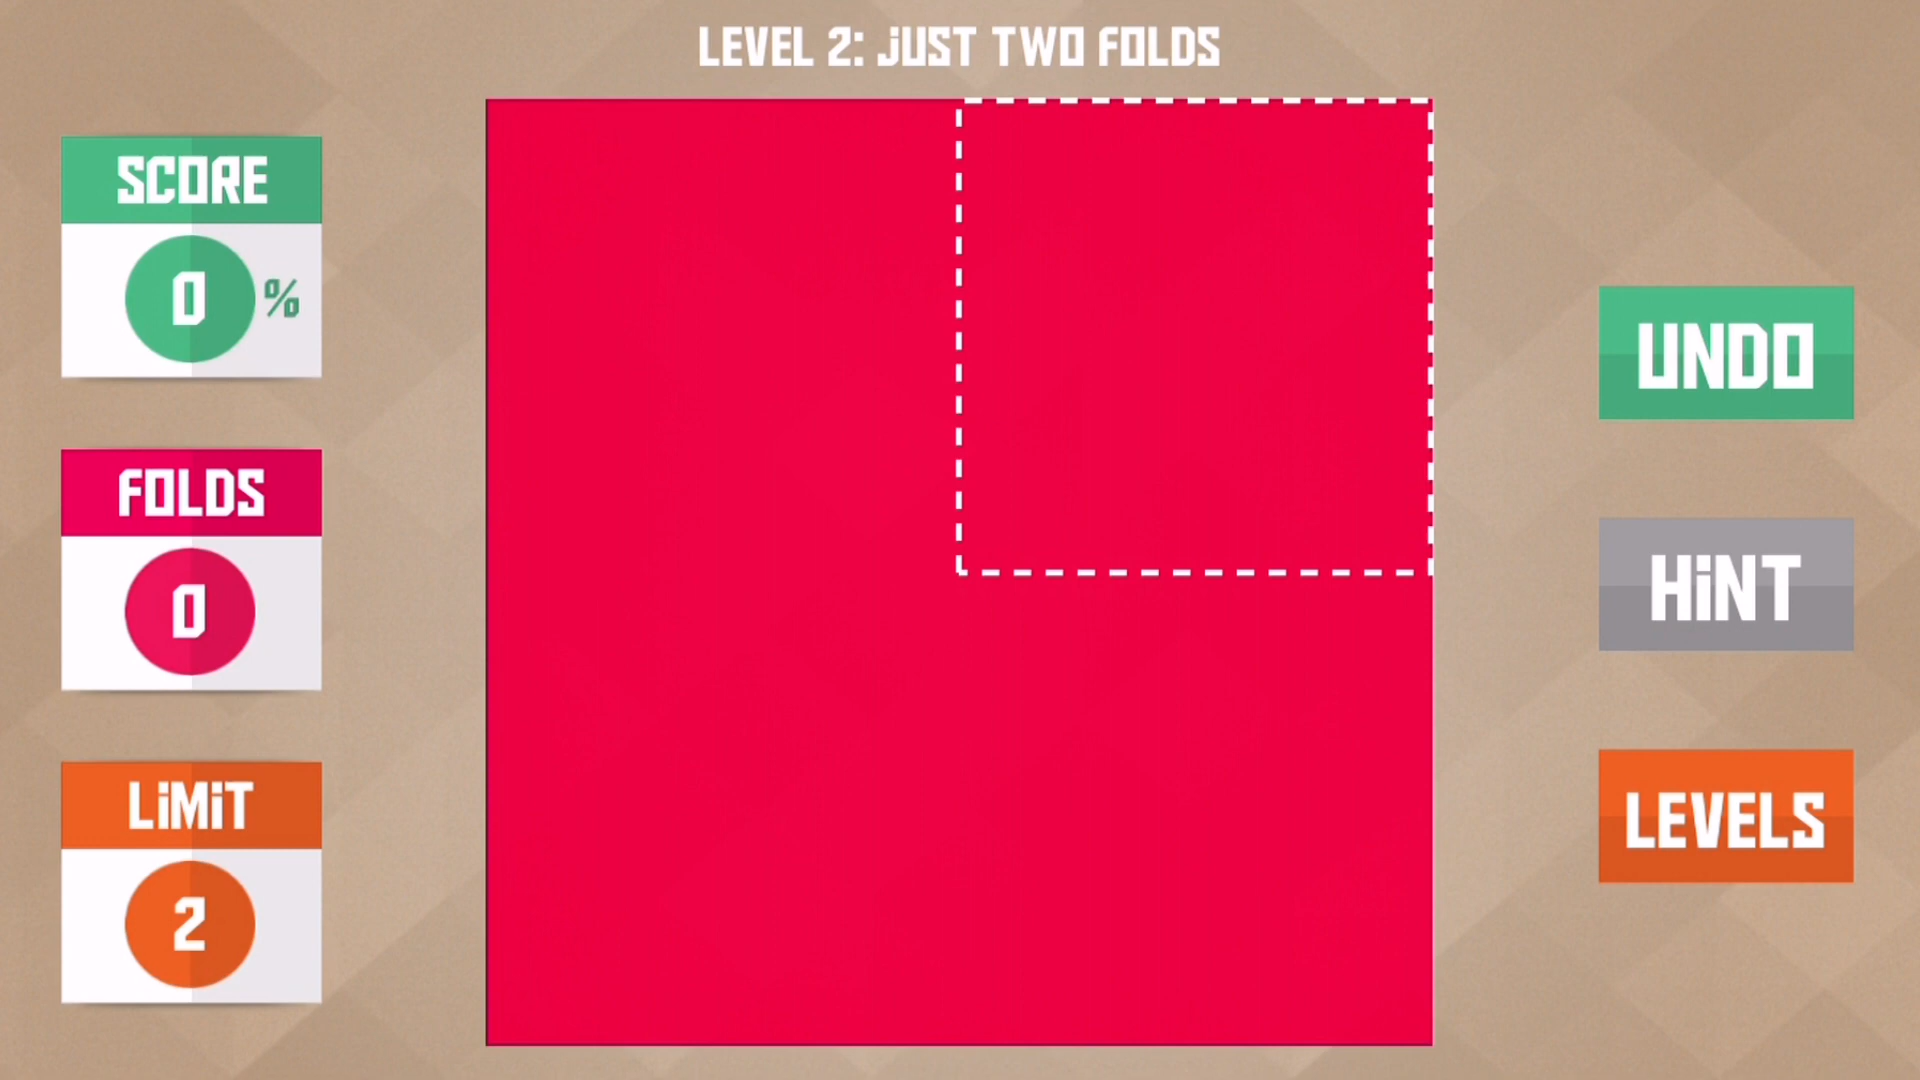 LEVEL 2: JUST TWO FOLDS
SCORE
0 %
FOLDS
0
LiMiT
2
UNDO
HiNT
LEVELS